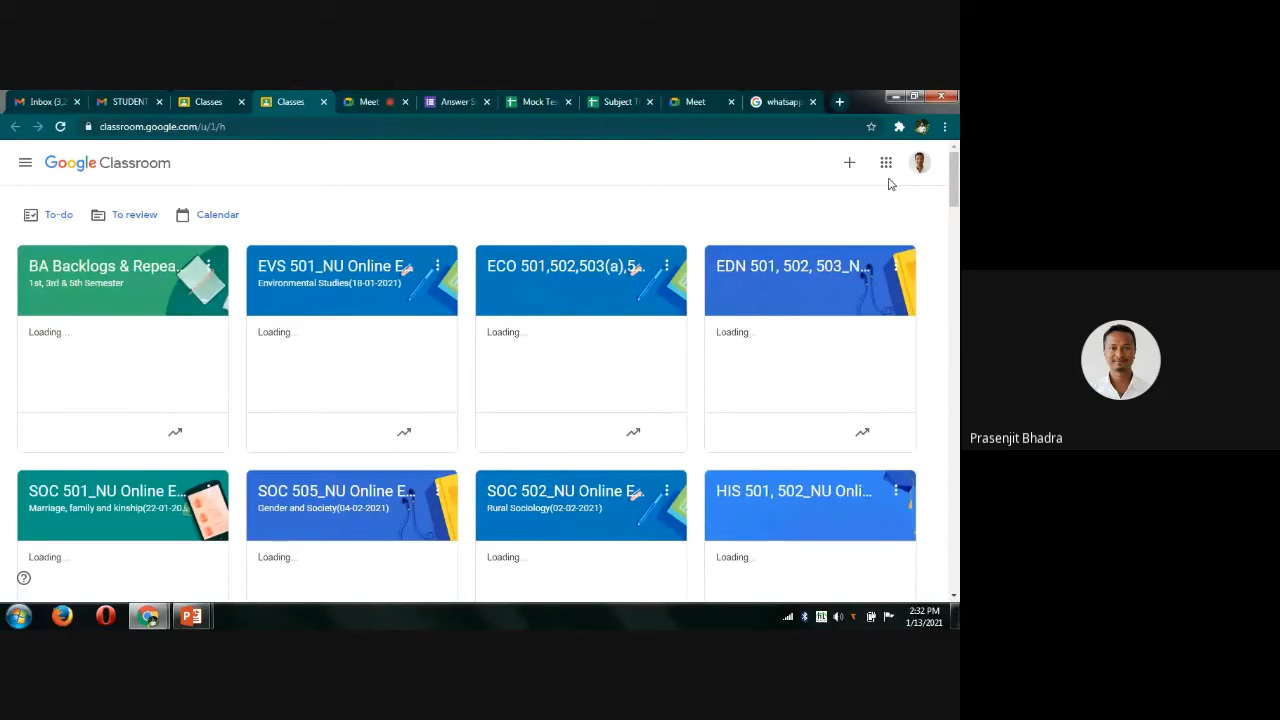 Inbox (3,2
STUDENT
Classes
Classes
Meet
Answer S
Mock Te
Subject T
Meet
whatsapp
classroom.google.com/u/1/h
Google Classroom
To-do
To review
Calendar
BA Backlogs & Repea...
1st, 3rd & 5th Semester
Loading...
EVS 501_NU Online E...
Environmental Studies(18-01-2021)
Loading...
ECO 501,502,503(a),5...
Loading...
EDN 501, 502, 503_N...
Loading...
SOC 501_NU Online E...
Marriage, family and kinship(22-01-20
Loading...
SOC 505_NU Online E...
Gender and Society(04-02-2021)
Loading...
SOC 502_NU Online E...
Rural Sociology(02-02-2021)
Loading...
HIS 501, 502_NU Onli...
Loading...
2:32 PM
1/13/2021
Prasenjit Bhadra